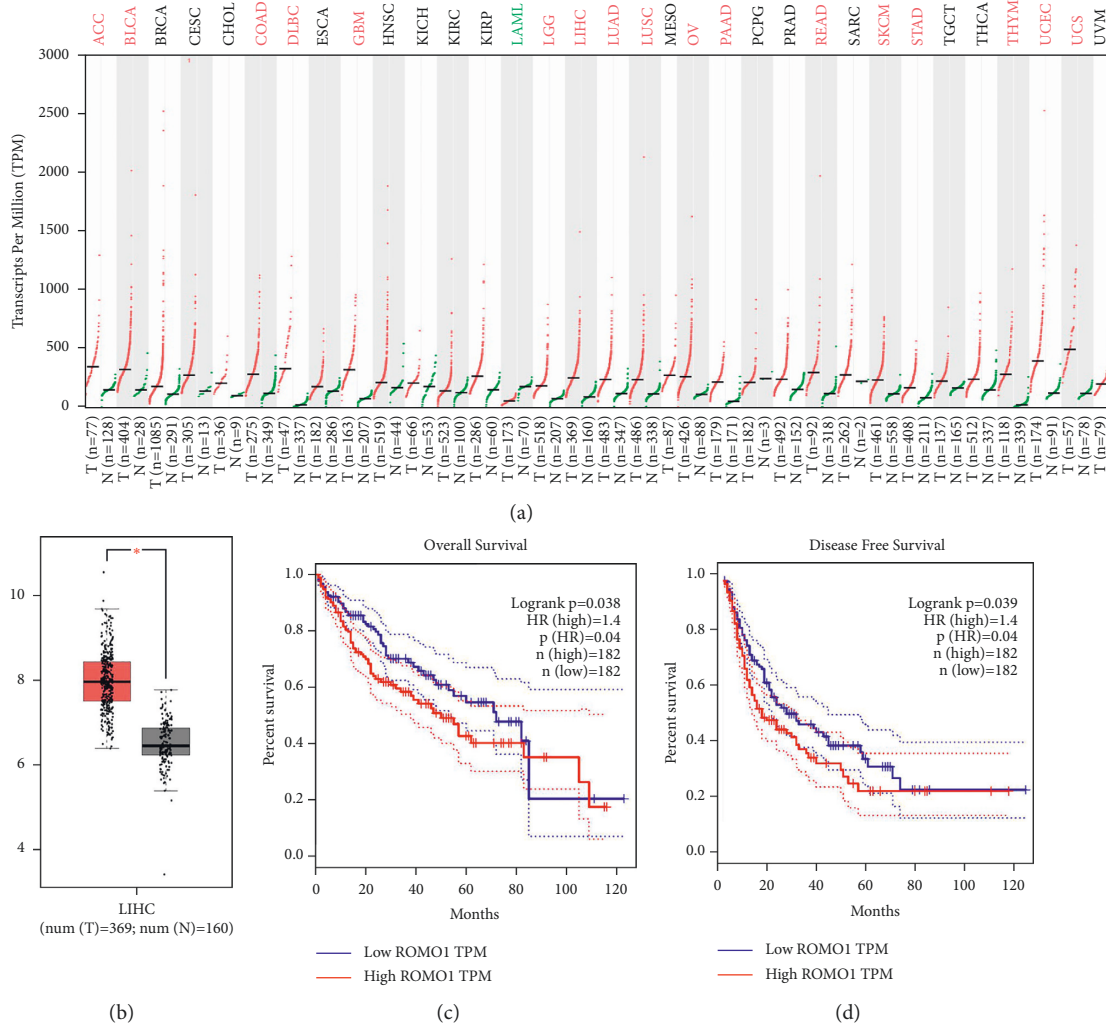 ACC
BLCA
BRCA
CESC
CHOL
COAD
DLBC
ESCA
GBM
HNSC
KICH
KIRC
KIRP
LAML
LGG
LIHC
LUAD
LUSC
MESO
OV
PAAD
PCPG
PRAD
READ
SARC
SKCM
STAD
TGCT
THCA
THYM
UCEC
UCS
UVM
Transcripts Per Million (TPM)
3000
2500
2000
1500
1000
500
0
T (n=77)
N (n=128)
T (n=404)
N (n=28)
T (n=1085)
N (n=291)
T (n=305)
N (n=13)
T (n=36)
N (n=9)
T (n=275)
N (n=349)
T (n=47)
N (n=337)
T (n=182)
N (n=286)
T (n=163)
N (n=207)
T (n=519)
N (n=44)
T (n=66)
N (n=53)
T (n=523)
N (n=100)
T (n=286)
N (n=60)
T (n=173)
N (n=70)
T (n=518)
N (n=207)
T (n=369)
N (n=160)
T (n=483)
N (n=347)
T (n=486)
N (n=338)
T (n=87)
T (n=426)
N (n=88)
T (n=179)
N (n=171)
T (n=182)
N (n=3)
T (n=492)
N (n=152)
T (n=92)
N (n=318)
T (n=262)
N (n=2)
T (n=461)
N (n=558)
T (n=408)
N (n=211)
T (n=137)
N (n=165)
T (n=512)
N (n=337)
T (n=118)
N (n=339)
T (n=174)
N (n=91)
T (n=57)
N (n=78)
T (n=79)
(a)
10
8
6
4
*
LIHC
(num (T)=369; num (N)=160)
(b)
Overall Survival
Percent survival
1.0
0.8
0.6
0.4
0.2
0.0
Logrank p=0.038
HR (high)=1.4
p (HR)=0.04
n (high)=182
n (low)=182
0 20 40 60 80 100 120
Months
Low ROMO1 TPM
High ROMO1 TPM
(c)
Disease Free Survival
Percent survival
1.0
0.8
0.6
0.4
0.2
0.0
Logrank p=0.039
HR (high)=1.4
p (HR)=0.04
n (high)=182
n (low)=182
0 20 40 60 80 100 120
Months
Low ROMO1 TPM
High ROMO1 TPM
(d)